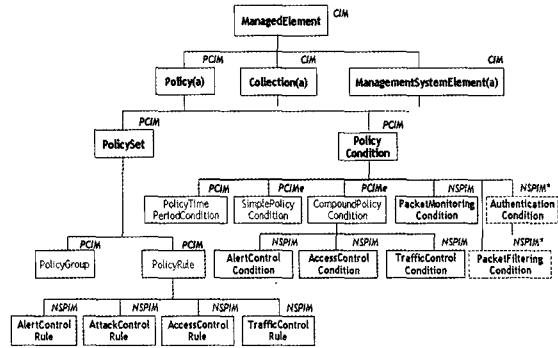 CIM
ManagedElement
PCIM
CIM
CIM
Policy(a)
Collection(a)
ManagementSystemElement(a)
PCIM
PCIM
PolicySet
Policy
Condition
PCIM
PCIMe
PCIMe
NSPIM
NSPIM*
PolicyTime
PeriodCondition
SimplePolicy
Condition
CompoundPolicy
Condition
PacketMonitoring
Condition
Authentication
Condition
PCIM
PCIM
NSPIM
NSPIM
NSPIM
NSPIM*
PolicyGroup
PolicyRule
AlertControl
Condition
AccessControl
Condition
TrafficControl
Condition
PacketFiltering
Condition
NSPIM
NSPIM
NSPIM
NSPIM
AlertControl
Rule
AttackControl
Rule
AccessControl
Rule
TrafficControl
Rule